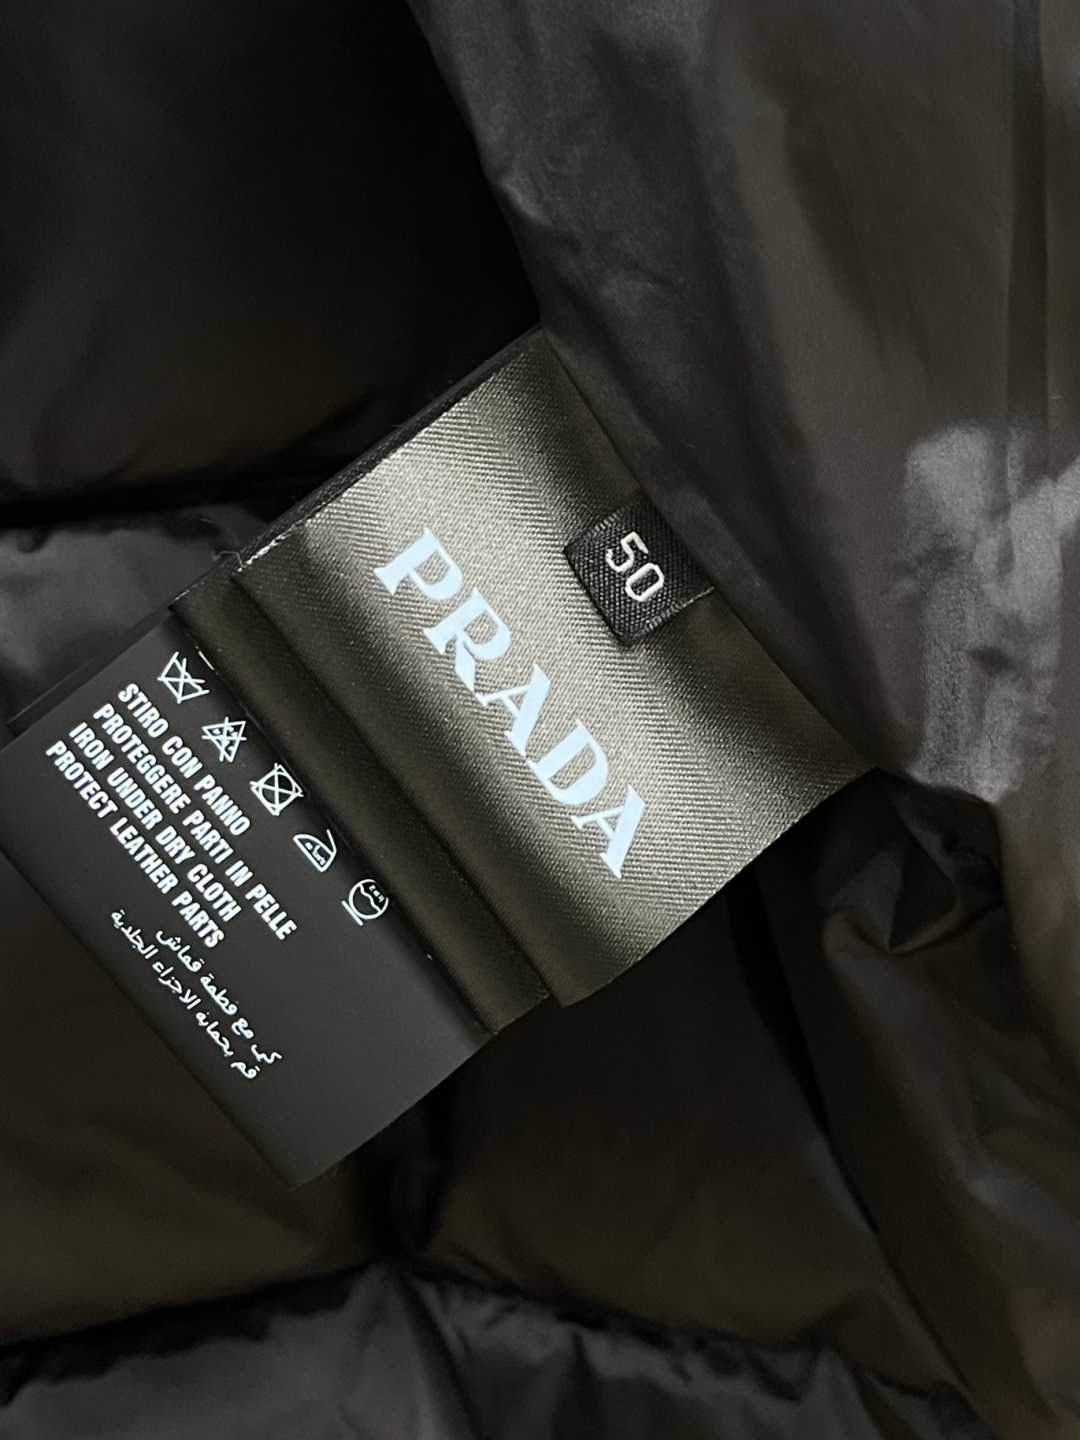 PRADA
50
STIRO CON PANNO
PROTEGGERE PARTI IN PELLE
IRON UNDER DRY CLOTH
PROTECT LEATHER PARTS
كي مع قطعة قماش
قم بحماية الاجزاء الجلدية